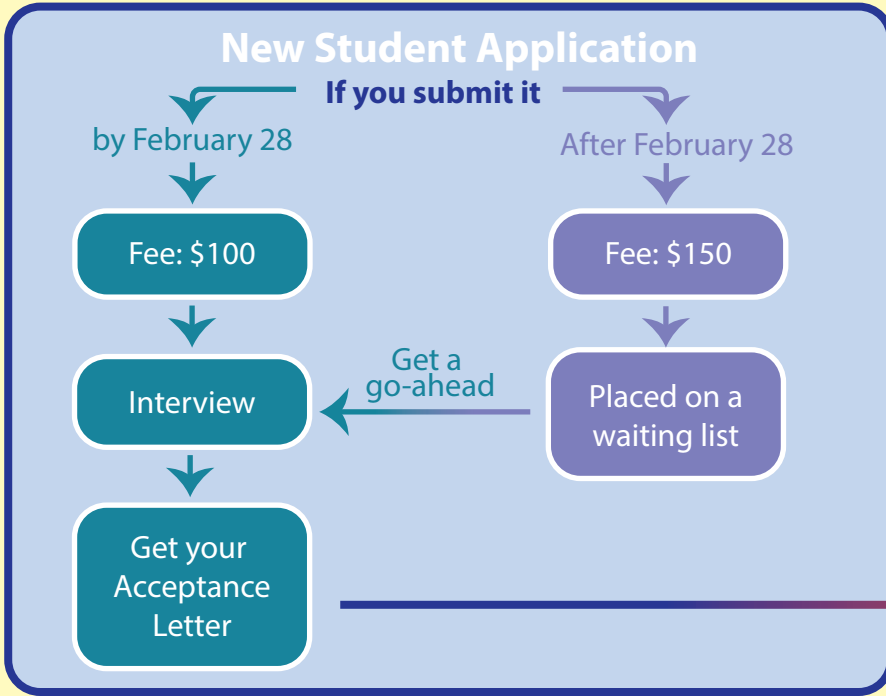 New Student Application
If you submit it
by February 28
After February 28
Fee: $100
Fee: $150
Interview
Get a
go-ahead
Placed on a
waiting list
Get your
Acceptance
Letter